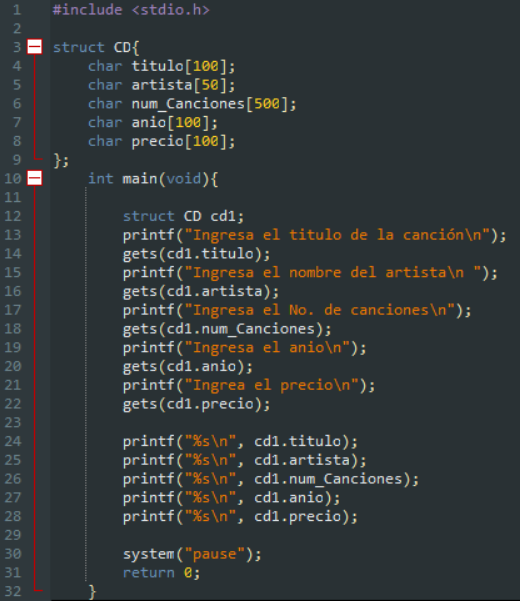 1 #include <stdio.h>
2
3 struct CD{
4 char titulo[100];
5 char artista[50];
6 char num_Canciones[500];
7 char anio[100];
8 char precio[100];
9 };
10 int main(void){
11
12 struct CD cd1;
13 printf("Ingresa el titulo de la canción\n");
14 gets(cd1.titulo);
15 printf("Ingresa el nombre del artista\n ");
16 gets(cd1.artista);
17 printf("Ingresa el No. de canciones\n");
18 gets(cd1.num_Canciones);
19 printf("Ingresa el anio\n");
20 gets(cd1.anio);
21 printf("Ingrea el precio\n");
22 gets(cd1.precio);
23
24 printf("%s\n", cd1.titulo);
25 printf("%s\n", cd1.artista);
26 printf("%s\n", cd1.num_Canciones);
27 printf("%s\n", cd1.anio);
28 printf("%s\n", cd1.precio);
29
30 system("pause");
31 return 0;
32 }